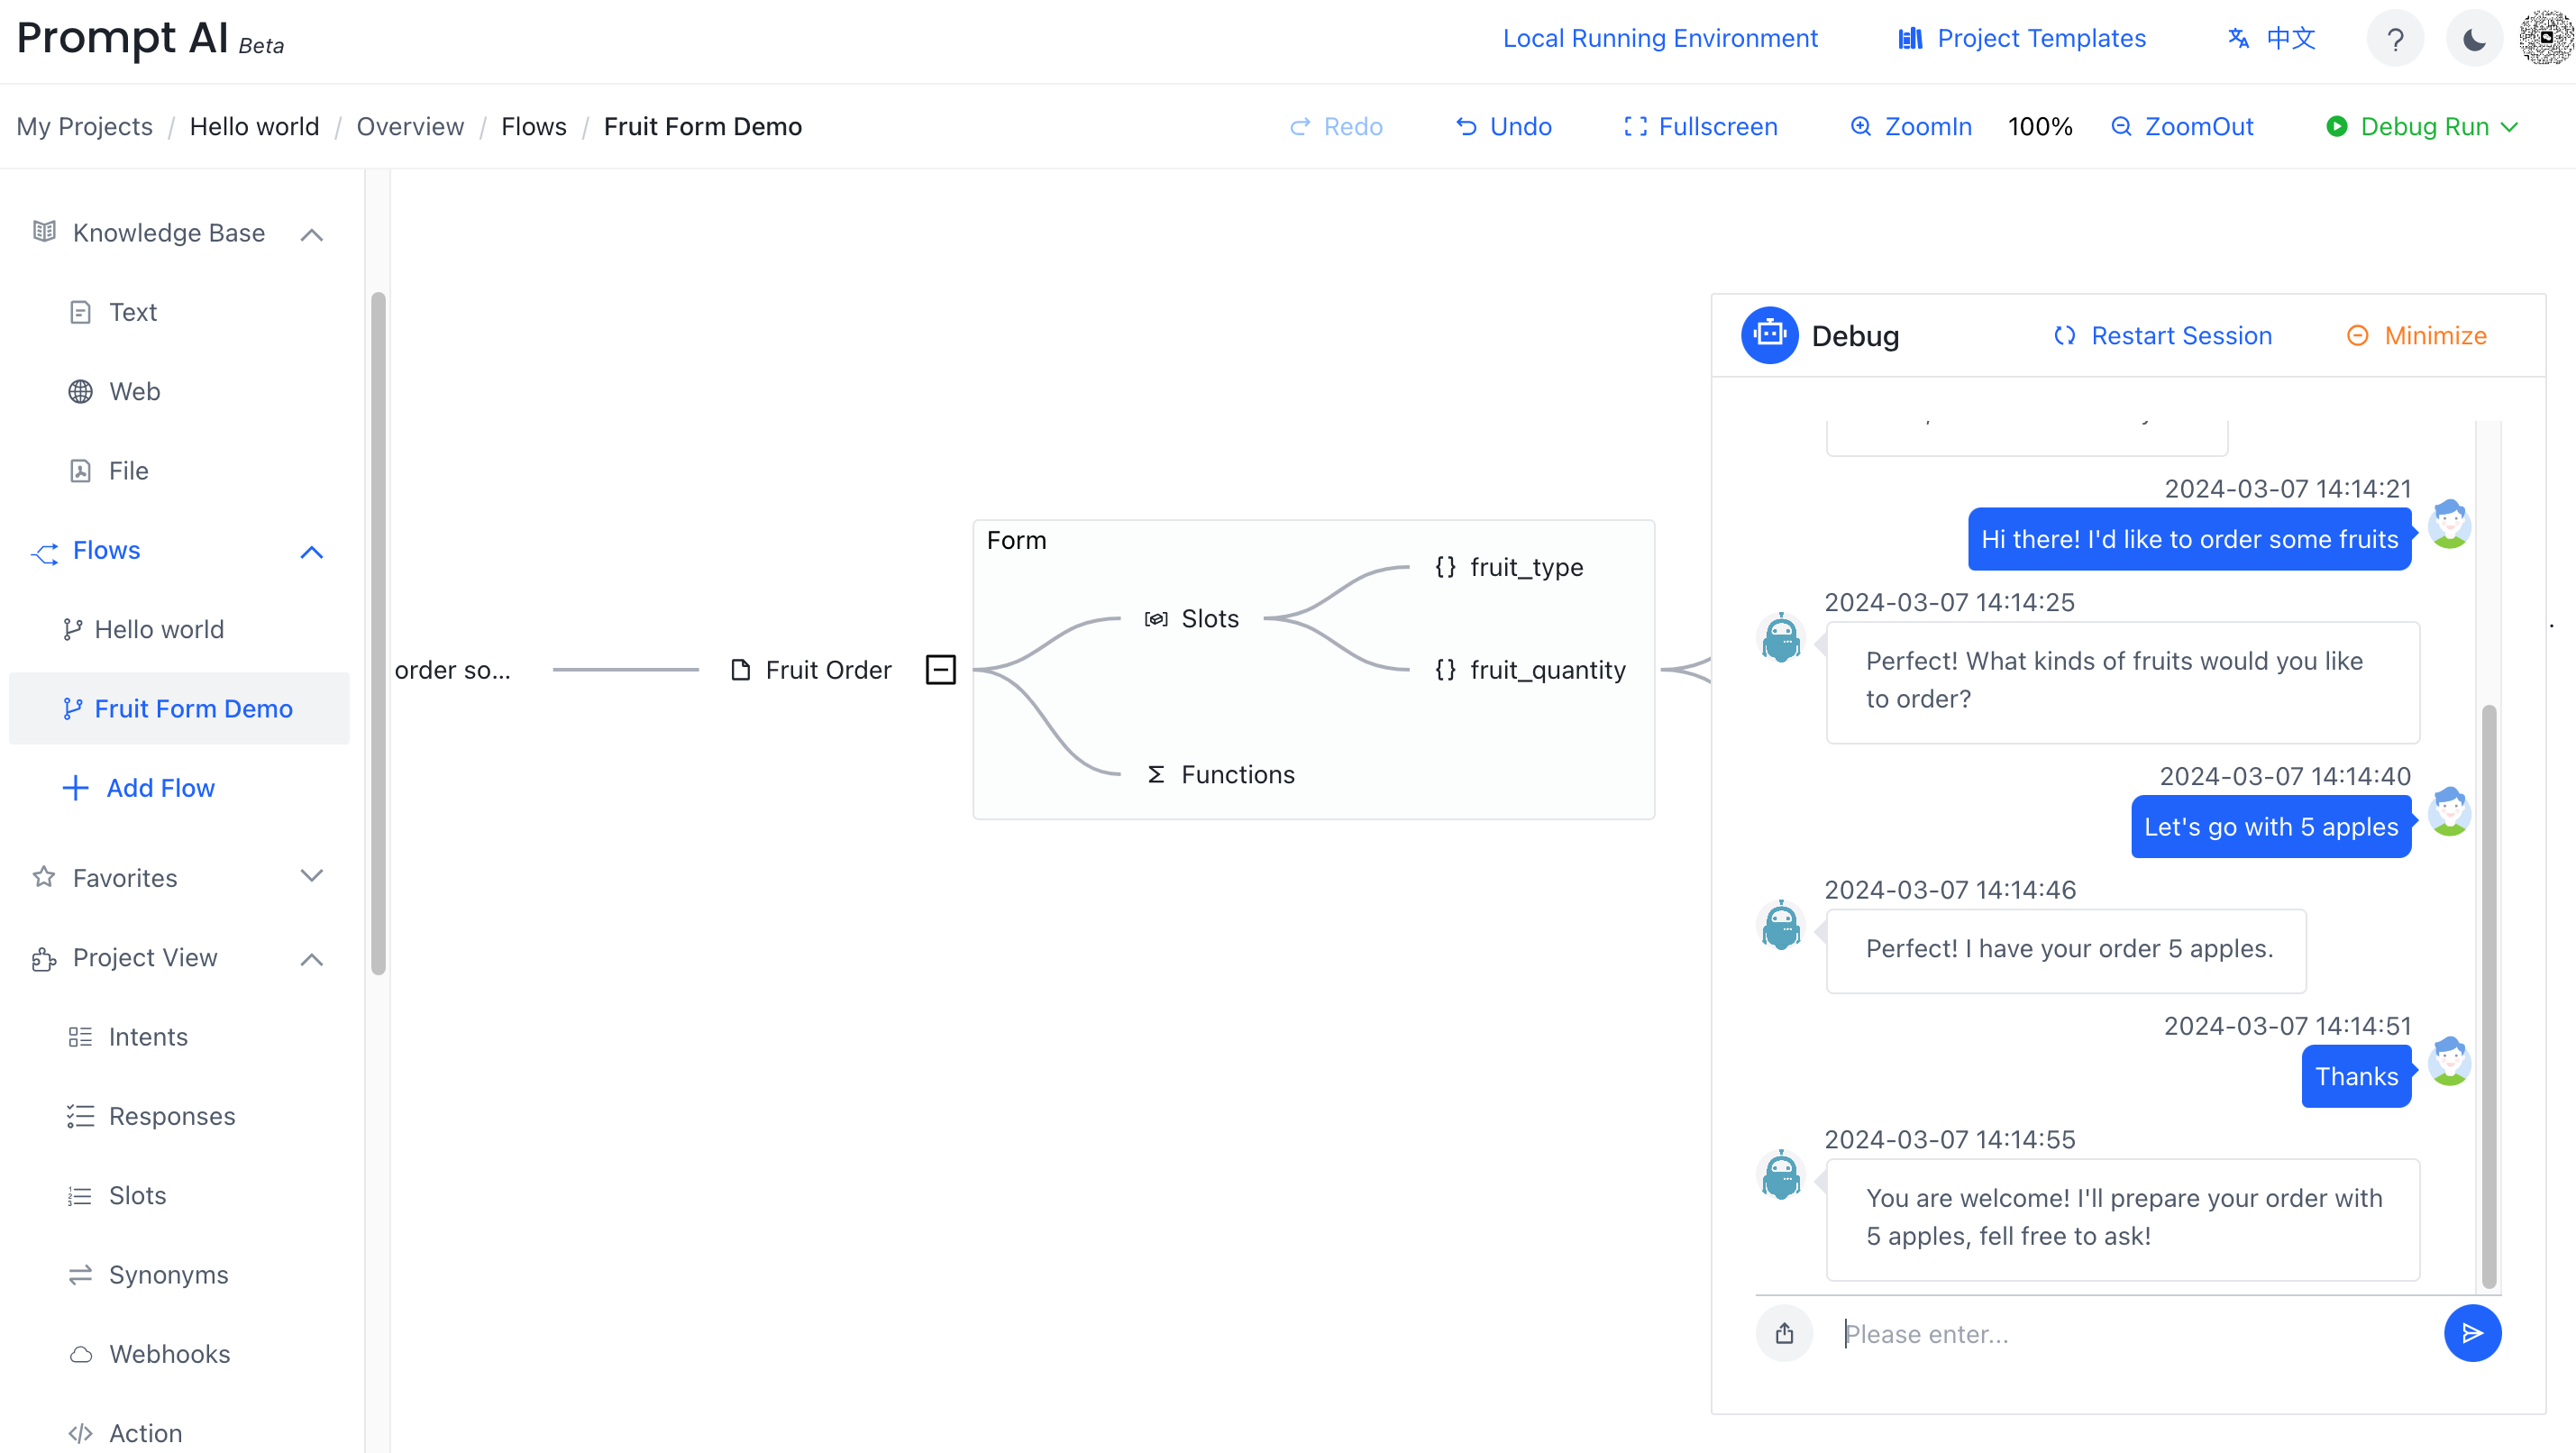 Prompt AI Beta
Local Running Environment
Project Templates
中文
?
My Projects / Hello world / Overview / Flows / Fruit Form Demo
Redo
Undo
Fullscreen
ZoomIn
100%
ZoomOut
Debug Run
Knowledge Base
Text
Web
File
Flows
Hello world
Fruit Form Demo
Add Flow
Favorites
Project View
Intents
Responses
Slots
Synonyms
Webhooks
Action
order so...
Fruit Order
Form
Slots
fruit_type
fruit_quantity
Functions
Debug
Restart Session
Minimize
2024-03-07 14:14:21
Hi there! I'd like to order some fruits
2024-03-07 14:14:25
Perfect! What kinds of fruits would you like
to order?
2024-03-07 14:14:40
Let's go with 5 apples
2024-03-07 14:14:46
Perfect! I have your order 5 apples.
2024-03-07 14:14:51
Thanks
2024-03-07 14:14:55
You are welcome! I'll prepare your order with
5 apples, fell free to ask!
Please enter...